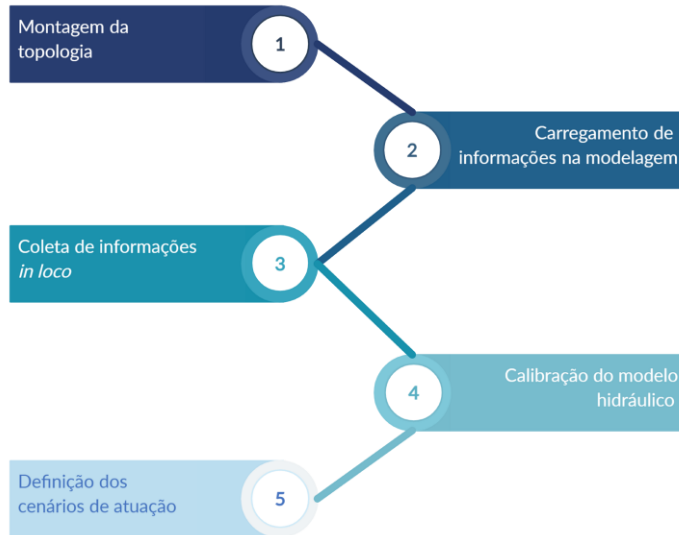 Montagem da
topologia
1
2
Carregamento de
informações na modelagem
Coleta de informações
in loco
3
4
Calibração do modelo
hidráulico
Definição dos
cenários de atuação
5